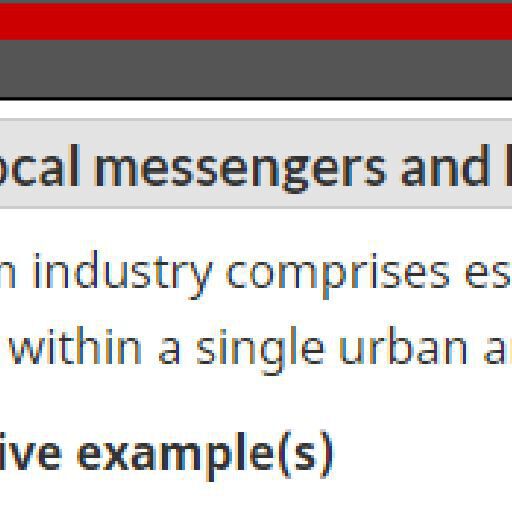 ocal messengers and
n industry comprises es
within a single urban a
ive example(s)